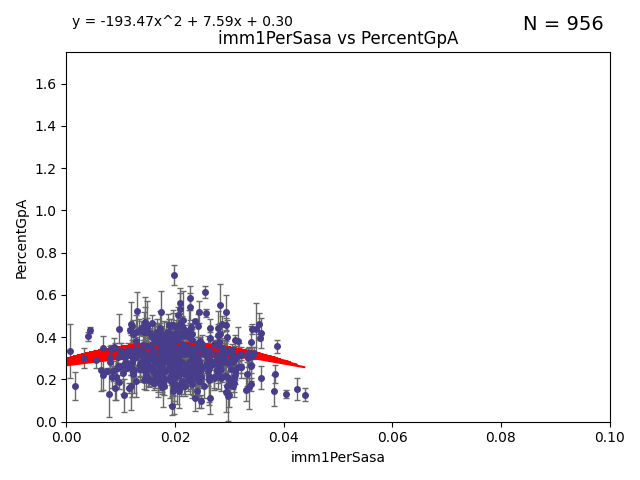 y = -193.47x^2 + 7.59x + 0.30
N = 956
imm1PerSasa vs PercentGpA
PercentGpA
1.6
1.4
1.2
1.0
0.8
0.6
0.4
0.2
0.0
0.00 0.02 0.04 0.06 0.08 0.10
imm1PerSasa